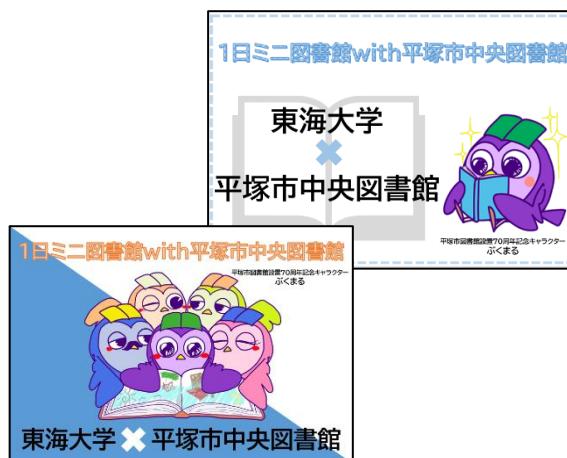 1日ミニ図書館with平塚市中央図書館
東海大学
×
平塚市中央図書館
平塚市図書館設置70周年記念キャラクター
ぶくまる
1日ミニ図書館with平塚市中央図書館
平塚市図書館設置70周年記念キャラクター
ぶくまる
東海大学×平塚市中央図書館